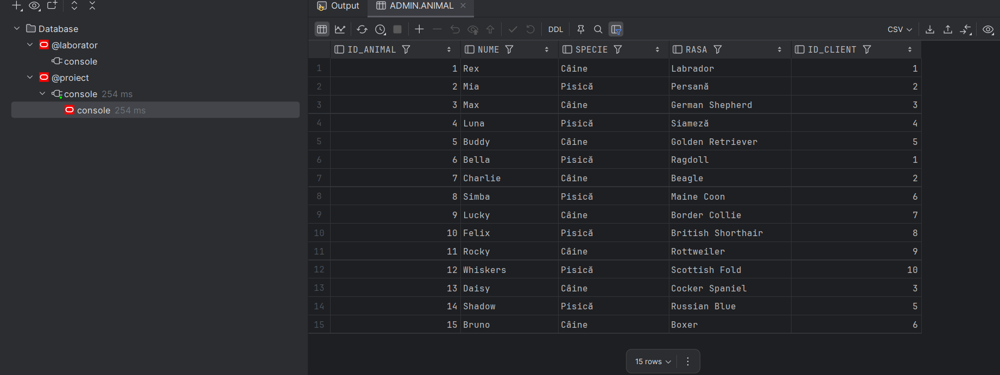 Output ADMIN.ANIMAL
Database
@laborator
console
@proiect
console 254 ms
console 254 ms
DDL CSV
ID_ANIMAL NUME SPECIE RASA ID_CLIENT
1 1 Rex Câine Labrador 1
2 2 Mia Pisică Persană 2
3 3 Max Câine German Shepherd 3
4 4 Luna Pisică Siameză 4
5 5 Buddy Câine Golden Retriever 5
6 6 Bella Pisică Ragdoll 1
7 7 Charlie Câine Beagle 2
8 8 Simba Pisică Maine Coon 6
9 9 Lucky Câine Border Collie 7
10 10 Felix Pisică British Shorthair 8
11 11 Rocky Câine Rottweiler 9
12 12 Whiskers Pisică Scottish Fold 10
13 13 Daisy Câine Cocker Spaniel 3
14 14 Shadow Pisică Russian Blue 5
15 15 Bruno Câine Boxer 6
15 rows